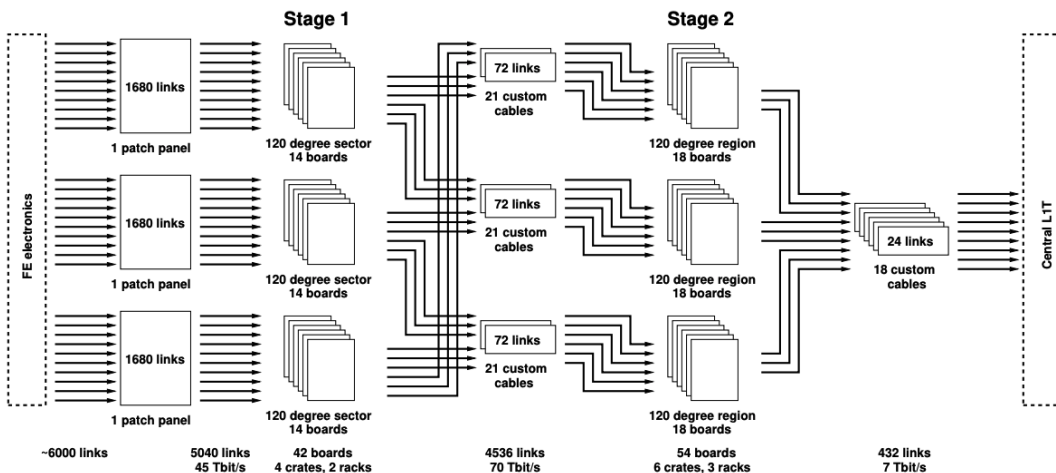 Stage 1
Stage 2
FE electronics
1680 links
1 patch panel
120 degree sector
14 boards
72 links
21 custom
cables
120 degree region
18 boards
1680 links
1 patch panel
120 degree sector
14 boards
72 links
21 custom
cables
120 degree region
18 boards
24 links
18 custom
cables
Central L1T
1680 links
1 patch panel
120 degree sector
14 boards
72 links
21 custom
cables
120 degree region
18 boards
~6000 links
5040 links
45 Tbit/s
42 boards
4 crates, 2 racks
4536 links
70 Tbit/s
54 boards
6 crates, 3 racks
432 links
7 Tbit/s